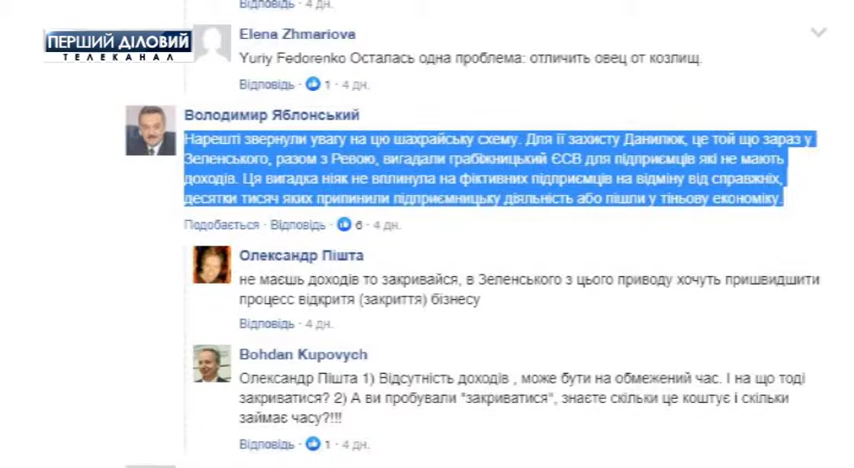 ПЕРШИЙ ДІЛОВИЙ
ТЕЛЕКАНАЛ
Відповідь · 4 дн.
Elena Zhmariova
Yuriy Fedorenko Осталась одна проблема: отличить овец от козлищ.
Відповідь · 1 · 4 дн.
Володимир Яблонський
Нарешті звернули увагу на цю шахрайську схему. Для її захисту Данилюк, це той що зараз у
Зеленського, разом з Ревою, вигадали грабіжницький ЄСВ для підприємців які не мають
доходів. Ця вигадка ніяк не вплинула на фіктивних підприємців на відміну від справжніх,
десятки тисяч яких припинили підприємницьку діяльність або пішли у тіньову економіку.
Подобається · Відповідь · 6 · 4 дн.
Олександр Пішта
не маєш доходів то закривайся, в Зеленського з цього приводу хочуть пришвидшити
процесс відкритя (закриття) бізнесу
Відповідь · 4 дн.
Bohdan Kupovych
Олександр Пішта 1) Відсутність доходів , може бути на обмежений час. І на що тоді
закриватися? 2) А ви пробували "закриватися", знаєте скільки це коштує і скільки
займає часу?!!!
Відповідь · 1 · 4 дн.